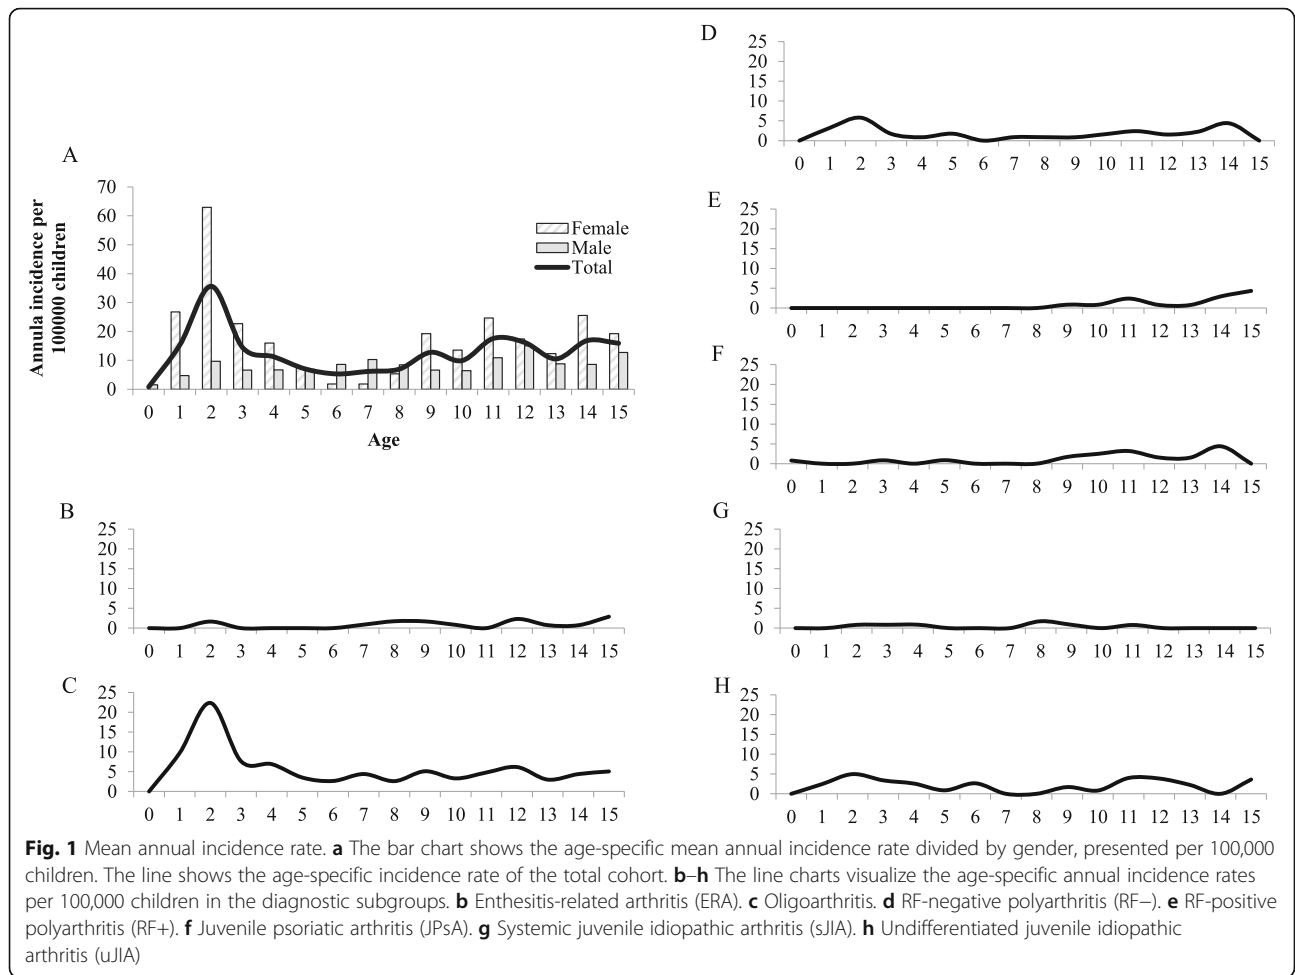 A
Annula incidence per
100000 children
70
60
50
40
30
20
10
0
Female
Male
Total
0 1 2 3 4 5 6 7 8 9 10 11 12 13 14 15
Age
B
25
20
15
10
5
0
0 1 2 3 4 5 6 7 8 9 10 11 12 13 14 15
C
25
20
15
10
5
0
0 1 2 3 4 5 6 7 8 9 10 11 12 13 14 15
D
25
20
15
10
5
0
0 1 2 3 4 5 6 7 8 9 10 11 12 13 14 15
E
25
20
15
10
5
0
0 1 2 3 4 5 6 7 8 9 10 11 12 13 14 15
F
25
20
15
10
5
0
0 1 2 3 4 5 6 7 8 9 10 11 12 13 14 15
G
25
20
15
10
5
0
0 1 2 3 4 5 6 7 8 9 10 11 12 13 14 15
H
25
20
15
10
5
0
0 1 2 3 4 5 6 7 8 9 10 11 12 13 14 15
Fig. 1 Mean annual incidence rate. a The bar chart shows the age-specific mean annual incidence rate divided by gender, presented per 100,000
children. The line shows the age-specific incidence rate of the total cohort. b–h The line charts visualize the age-specific annual incidence rates
per 100,000 children in the diagnostic subgroups. b Enthesitis-related arthritis (ERA). c Oligoarthritis. d RF-negative polyarthritis (RF−). e RF-positive
polyarthritis (RF+). f Juvenile psoriatic arthritis (JPsA). g Systemic juvenile idiopathic arthritis (sJIA). h Undifferentiated juvenile idiopathic
arthritis (uJIA)